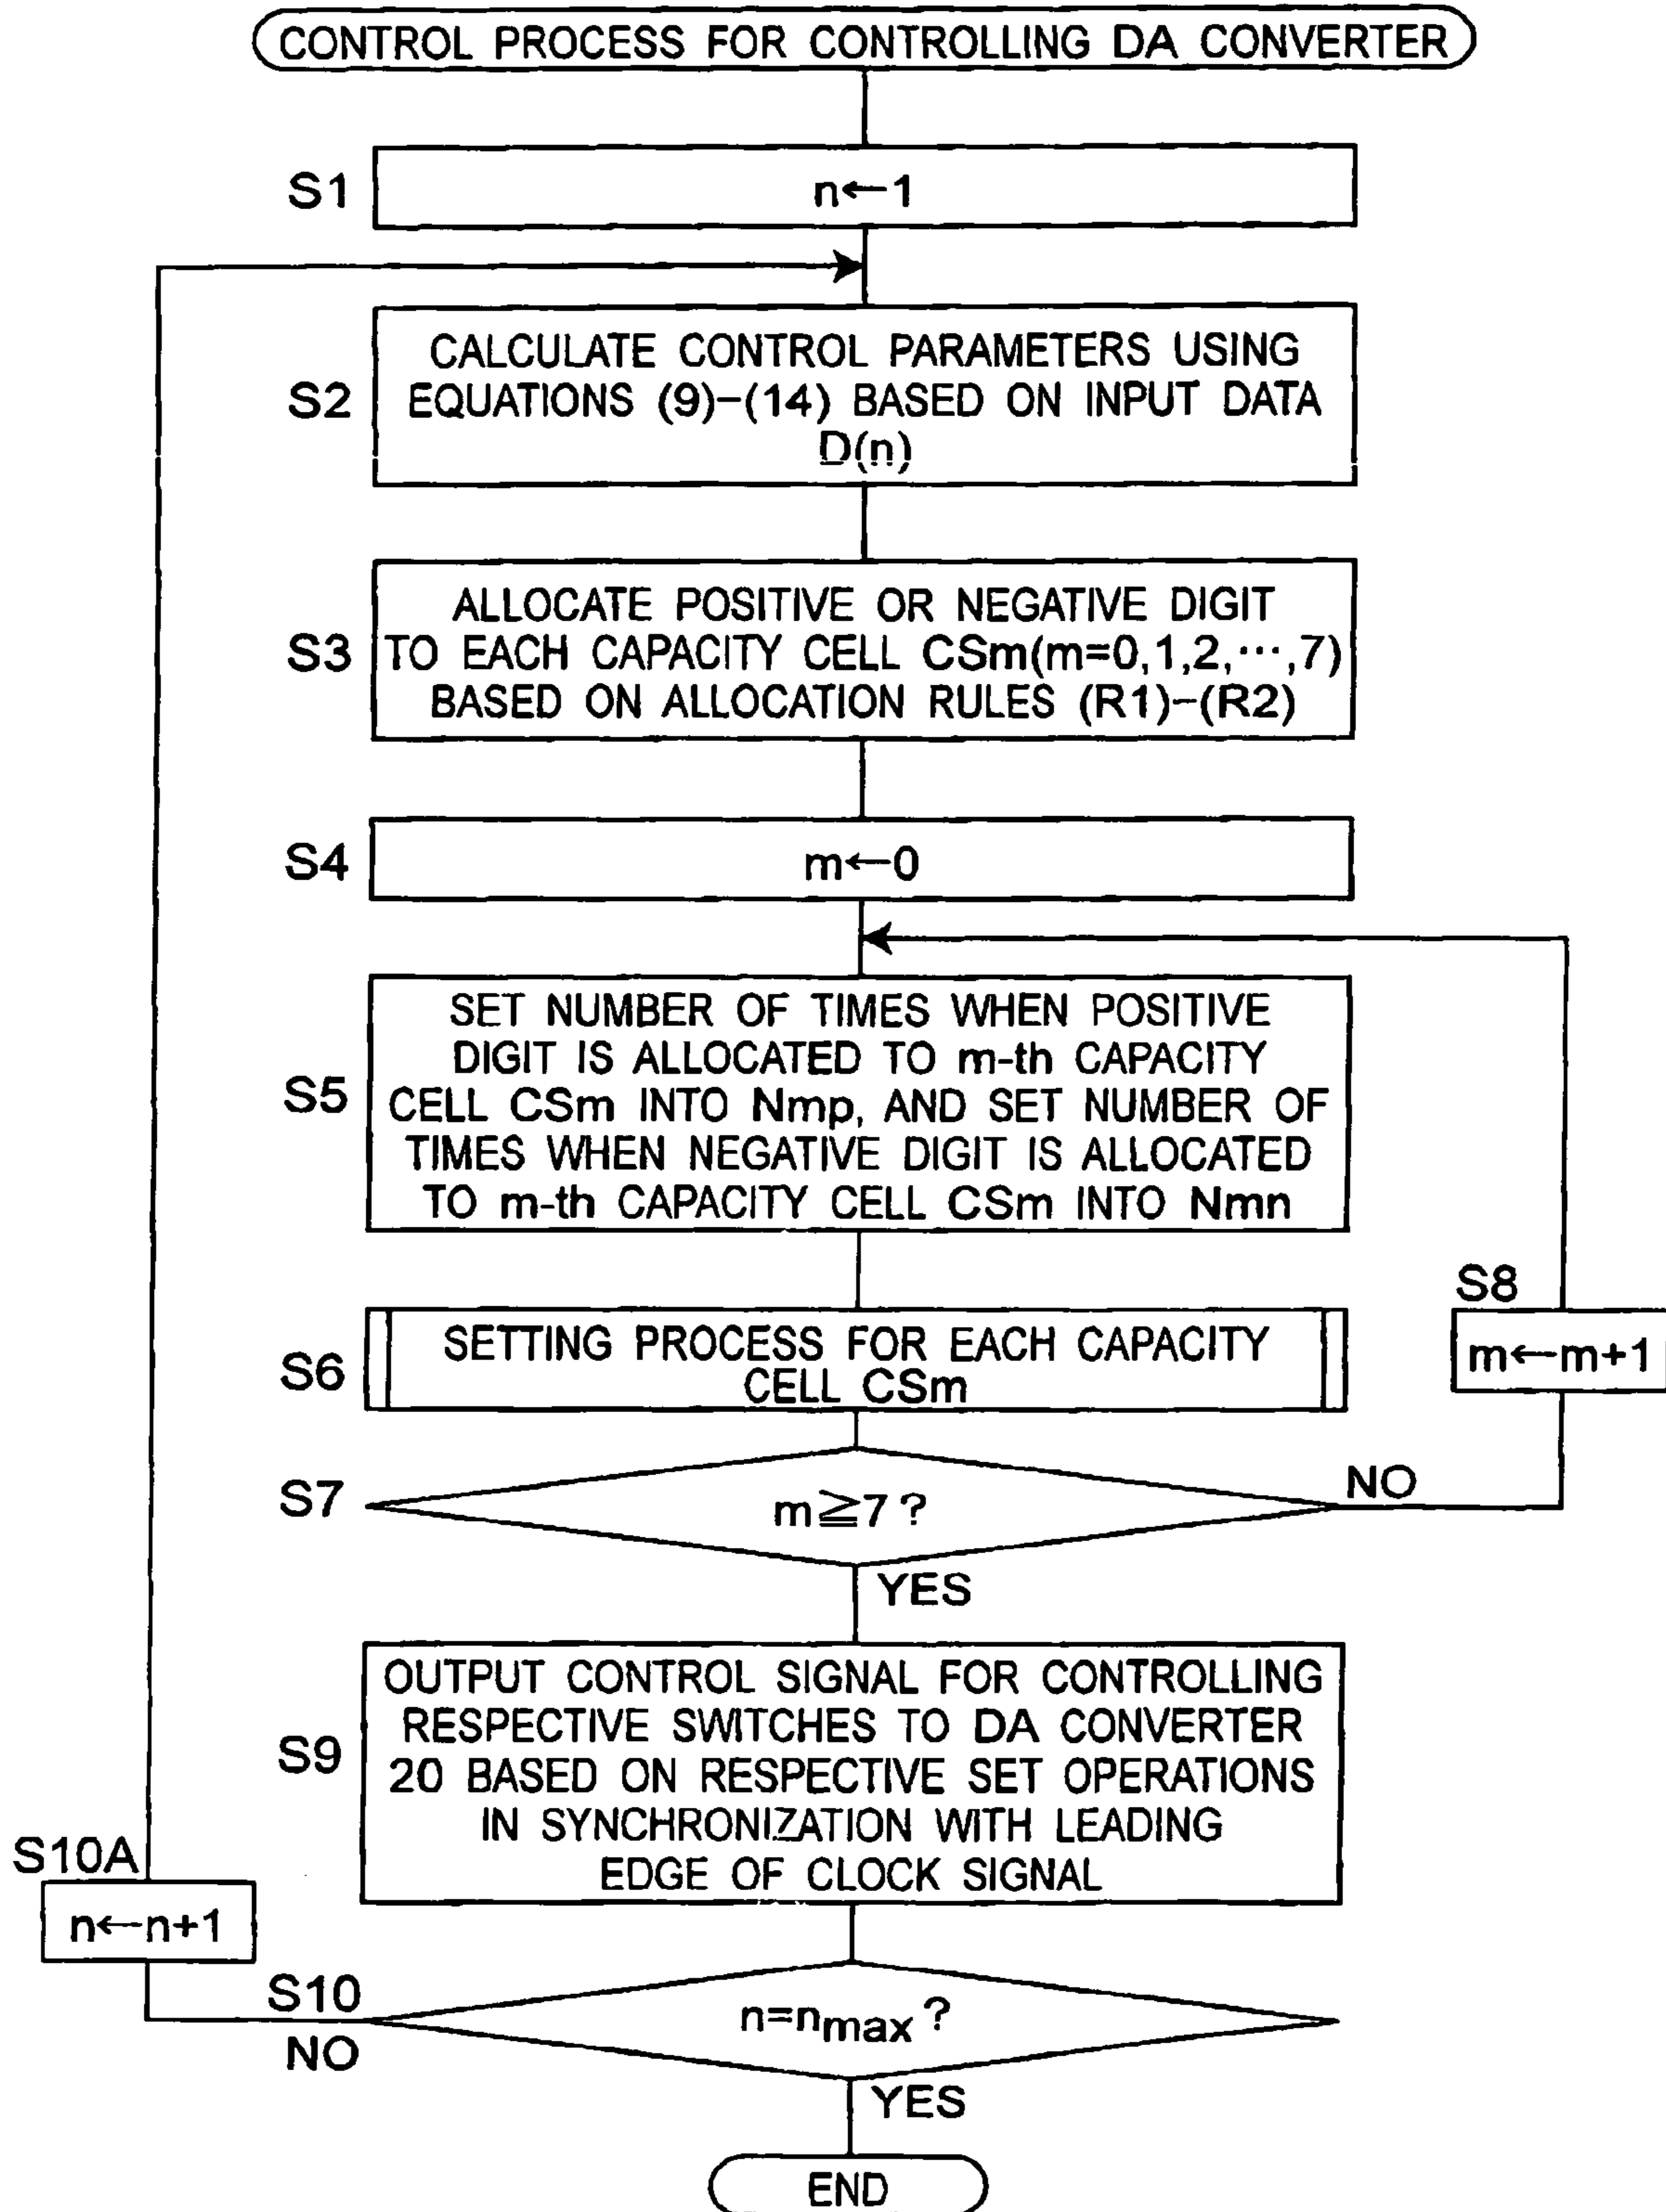 CONTROL PROCESS FOR CONTROLLING DA CONVERTER
S1
n←1
S2
CALCULATE CONTROL PARAMETERS USING
EQUATIONS (9)-(14) BASED ON INPUT DATA
D(n)
S3
ALLOCATE POSITIVE OR NEGATIVE DIGIT
TO EACH CAPACITY CELL CSm(m=0,1,2,···,7)
BASED ON ALLOCATION RULES (R1)-(R2)
S4
m←0
S5
SET NUMBER OF TIMES WHEN POSITIVE
DIGIT IS ALLOCATED TO m-th CAPACITY
CELL CSm INTO Nmp, AND SET NUMBER OF
TIMES WHEN NEGATIVE DIGIT IS ALLOCATED
TO m-th CAPACITY CELL CSm INTO Nmn
S6
SETTING PROCESS FOR EACH CAPACITY
CELL CSm
S8
m←m+1
S7
m≧7?
NO
YES
S9
OUTPUT CONTROL SIGNAL FOR CONTROLLING
RESPECTIVE SWITCHES TO DA CONVERTER
20 BASED ON RESPECTIVE SET OPERATIONS
IN SYNCHRONIZATION WITH LEADING
EDGE OF CLOCK SIGNAL
S10A
n←n+1
S10
n=nmax?
NO
YES
END